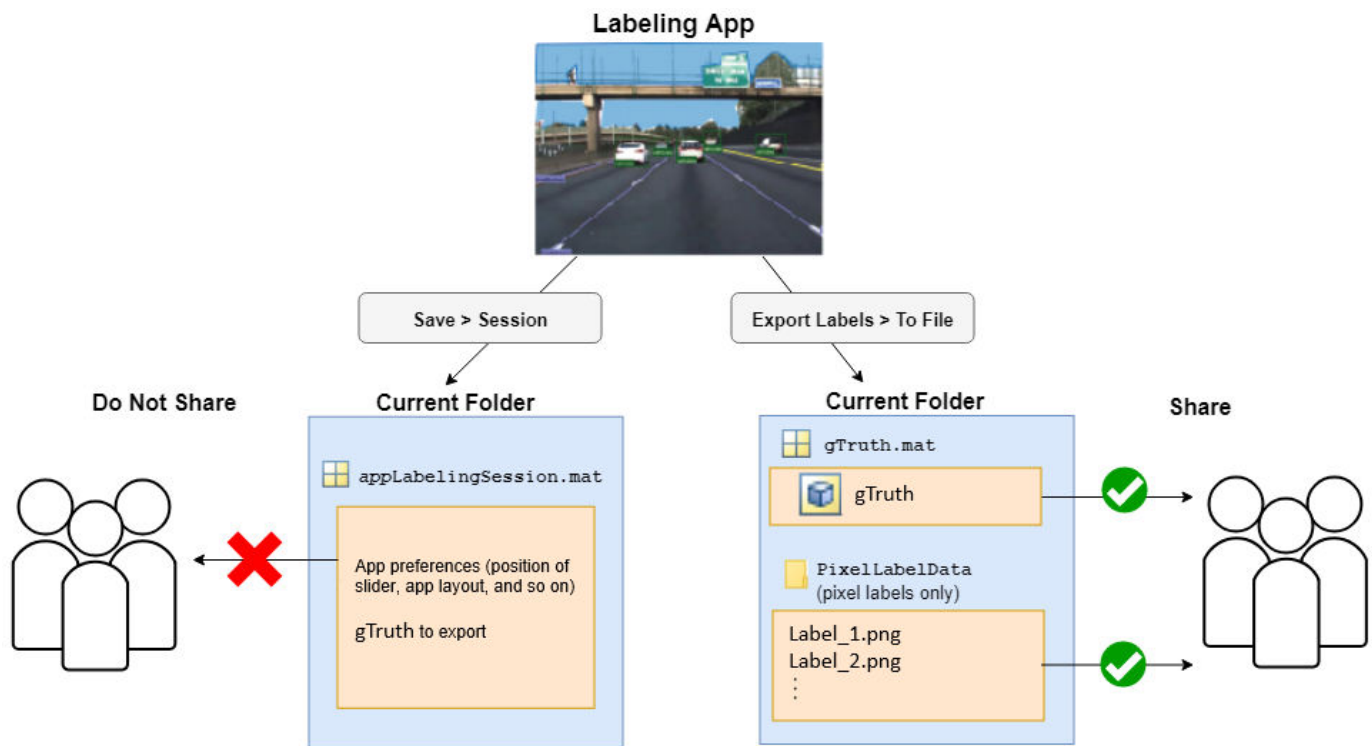 Labeling App
Save > Session
Export Labels > To File
Do Not Share
Current Folder
Current Folder
Share
appLabelingSession.mat
App preferences (position of
slider, app layout, and so on)
gTruth to export
gTruth.mat
gTruth
PixelLabelData
(pixel labels only)
Label_1.png
Label_2.png
⋮